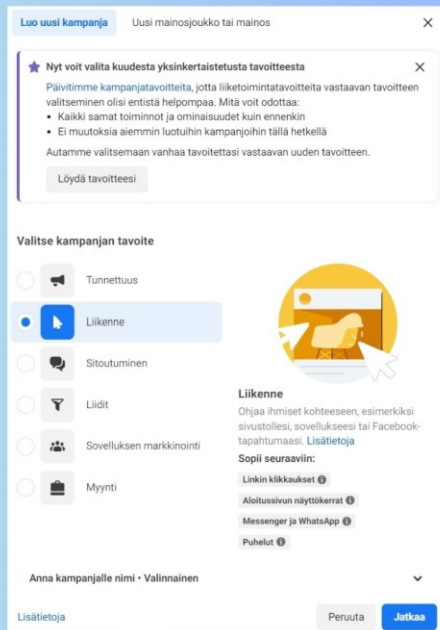 Luo uusi kampanja
Uusi mainosjoukko tai mainos
Nyt voit valita kuudesta yksinkertaistetusta tavoitteesta
Päivitimme kampanjatavoitteita, jotta liiketoimintatavoitteita vastaavan tavoitteen
valitseminen olisi entistä helpompaa. Mitä voit odottaa:
• Kaikki samat toiminnot ja ominaisuudet kuin ennenkin
• Ei muutoksia aiemmin luotuihin kampanjoihin tällä hetkellä
Autamme valitsemaan vanhaa tavoitettasi vastaavan uuden tavoitteen.
Löydä tavoitteesi
Valitse kampanjan tavoite
Tunnettuus
Liikenne
Sitoutuminen
Liidit
Sovelluksen markkinointi
Myynti
Liikenne
Ohjaa ihmiset kohteeseen, esimerkiksi
sivustollesi, sovellukseesi tai Facebook-
tapahtumaasi. Lisätietoja
Sopii seuraaviin:
Linkin klikkaukset
Aloitussivun näyttökerrat
Messenger ja WhatsApp
Puhelut
Anna kampanjalle nimi • Valinnainen
Lisätietoja
Peruuta
Jatkaa